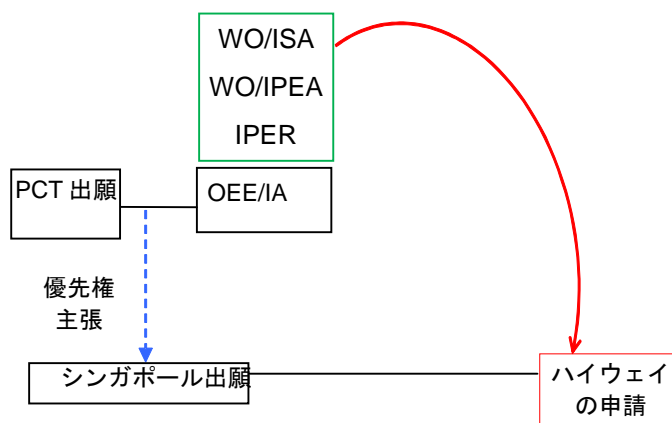 WO/ISA
WO/IPEA
IPER
PCT 出願
OEE/IA
優先権
主張
シンガポール出願
ハイウェイ
の申請